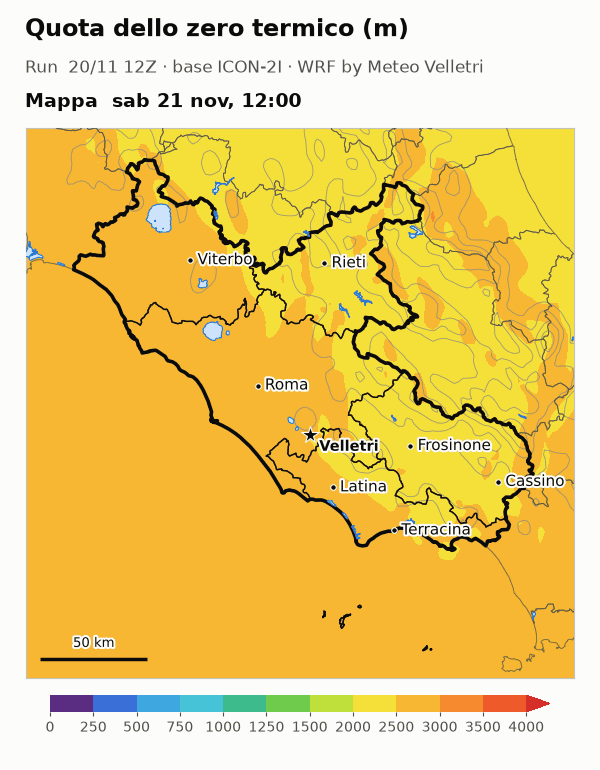 Quota dello zero termico (m)
Run 20/11 12Z · base ICON-2I · WRF by Meteo Velletri
Mappa sab 21 nov, 12:00
Viterbo
Rieti
Roma
Velletri
Frosinone
Cassino
Latina
Terracina
50 km
0 250 500 750 1000 1250 1500 2000 2500 3000 3500 4000